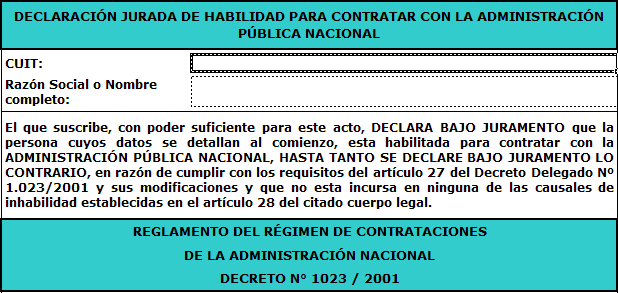 DECLARACIÓN JURADA DE HABILIDAD PARA CONTRATAR CON LA ADMINISTRACIÓN
PÚBLICA NACIONAL
CUIT:
Razón Social o Nombre
completo:
El que suscribe, con poder suficiente para este acto, DECLARA BAJO JURAMENTO que la
persona cuyos datos se detallan al comienzo, esta habilitada para contratar con la
ADMINISTRACIÓN PÚBLICA NACIONAL, HASTA TANTO SE DECLARE BAJO JURAMENTO LO
CONTRARIO, en razón de cumplir con los requisitos del artículo 27 del Decreto Delegado Nº
1.023/2001 y sus modificaciones y que no esta incursa en ninguna de las causales de
inhabilidad establecidas en el artículo 28 del citado cuerpo legal.
REGLAMENTO DEL RÉGIMEN DE CONTRATACIONES
DE LA ADMINISTRACIÓN NACIONAL
DECRETO N° 1023 / 2001